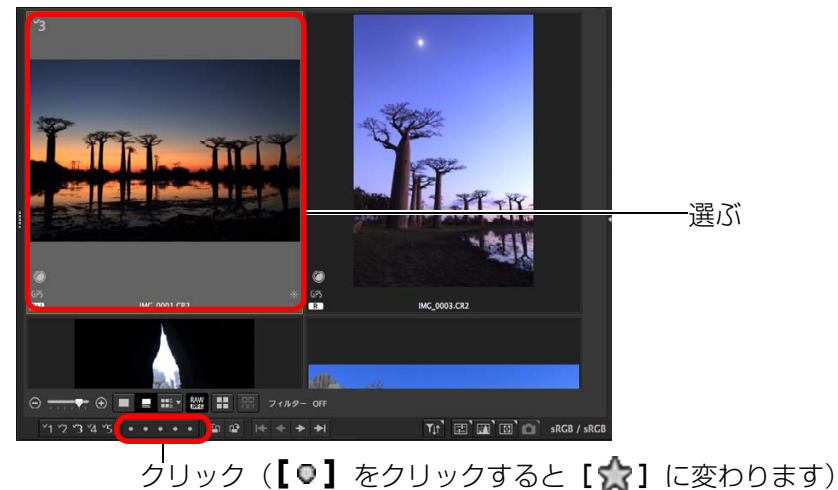 ✓3
GPS
IMG_0001.CR2
GPS
R
IMG_0003.CR2
選ぶ
RAW JPEG フィルター OFF
✓1 ✓2 ✓3 ✓4 ✓5 sRGB / sRGB
クリック（【●】をクリックすると【☆】に変わります）